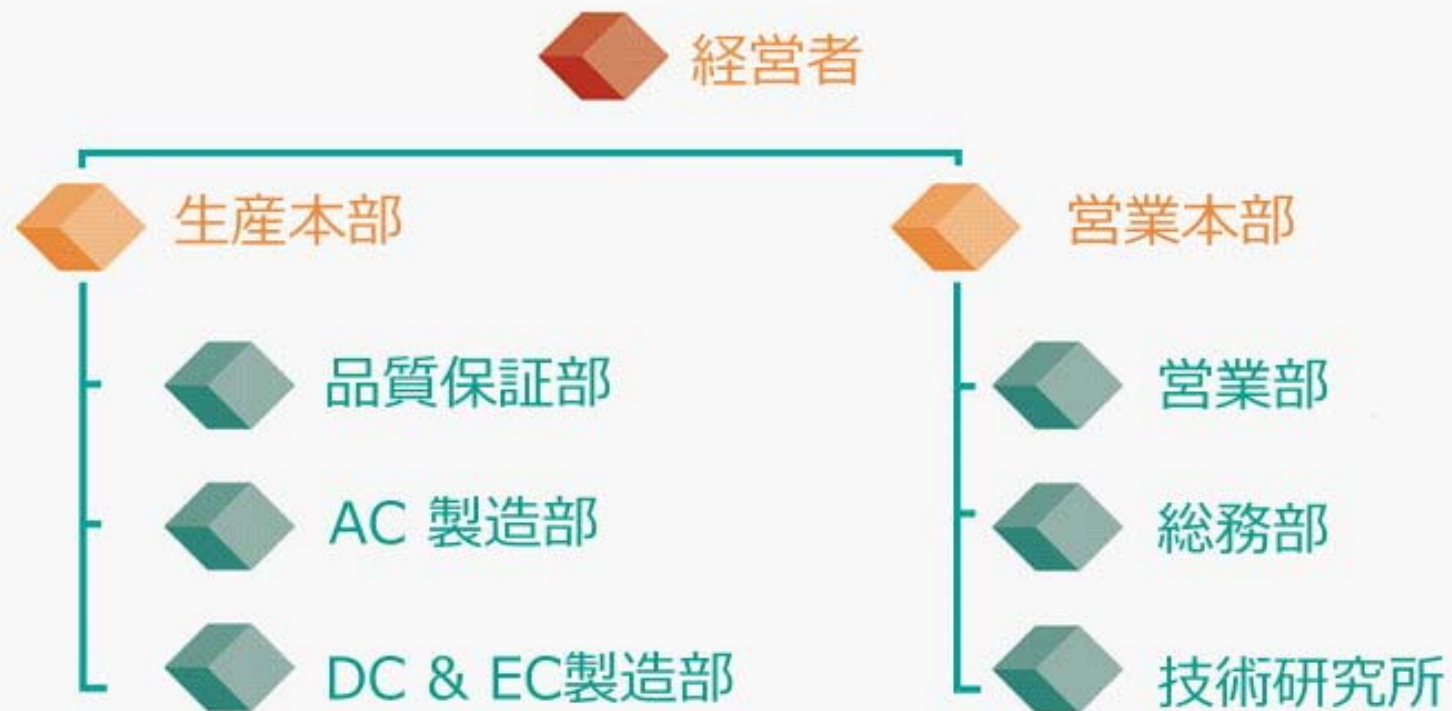 経営者
生産本部
品質保証部
AC 製造部
DC & EC製造部
営業本部
営業部
総務部
技術研究所